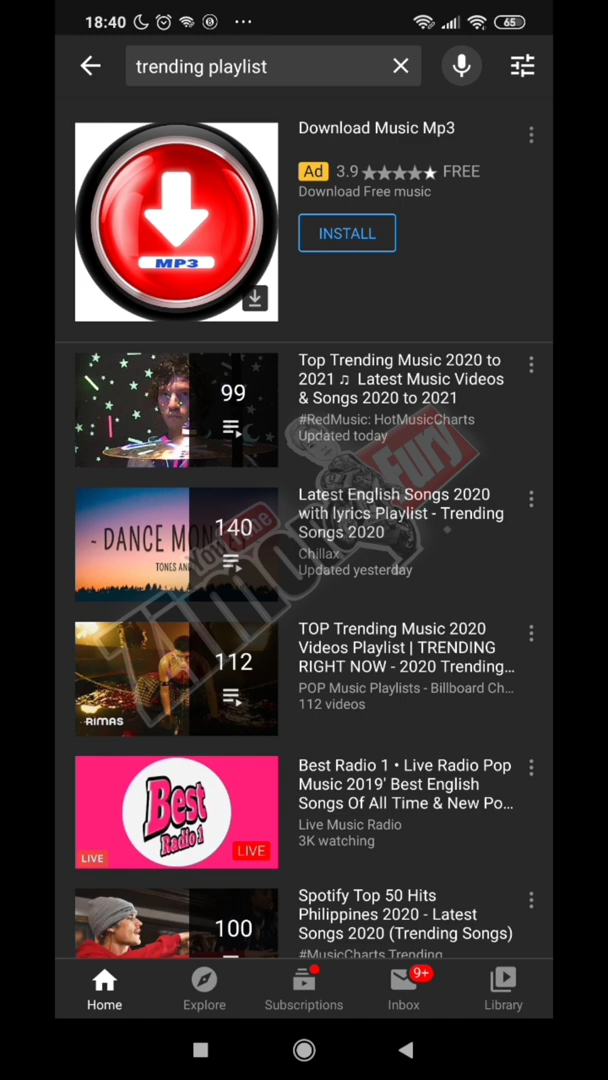 18:40
65
trending playlist
Download Music Mp3
Ad 3.9 FREE
Download Free music
INSTALL
MP3
99
Top Trending Music 2020 to
2021 ♫ Latest Music Videos
& Songs 2020 to 2021
#RedMusic: HotMusicCharts
Updated today
- DANCE MON
TONES AN
140
Latest English Songs 2020
with lyrics Playlist - Trending
Songs 2020
Chillax
Updated yesterday
YouTube
Fury
RIMAS
112
TOP Trending Music 2020
Videos Playlist | TRENDING
RIGHT NOW - 2020 Trending...
POP Music Playlists - Billboard Ch...
112 videos
Best
Radio 1
LIVE
LIVE
Best Radio 1 • Live Radio Pop
Music 2019' Best English
Songs Of All Time & New Po...
Live Music Radio
3K watching
100
Spotify Top 50 Hits
Philippines 2020 - Latest
Songs 2020 (Trending Songs)
#MusicCharts Trending
9+
Home Explore Subscriptions Inbox Library